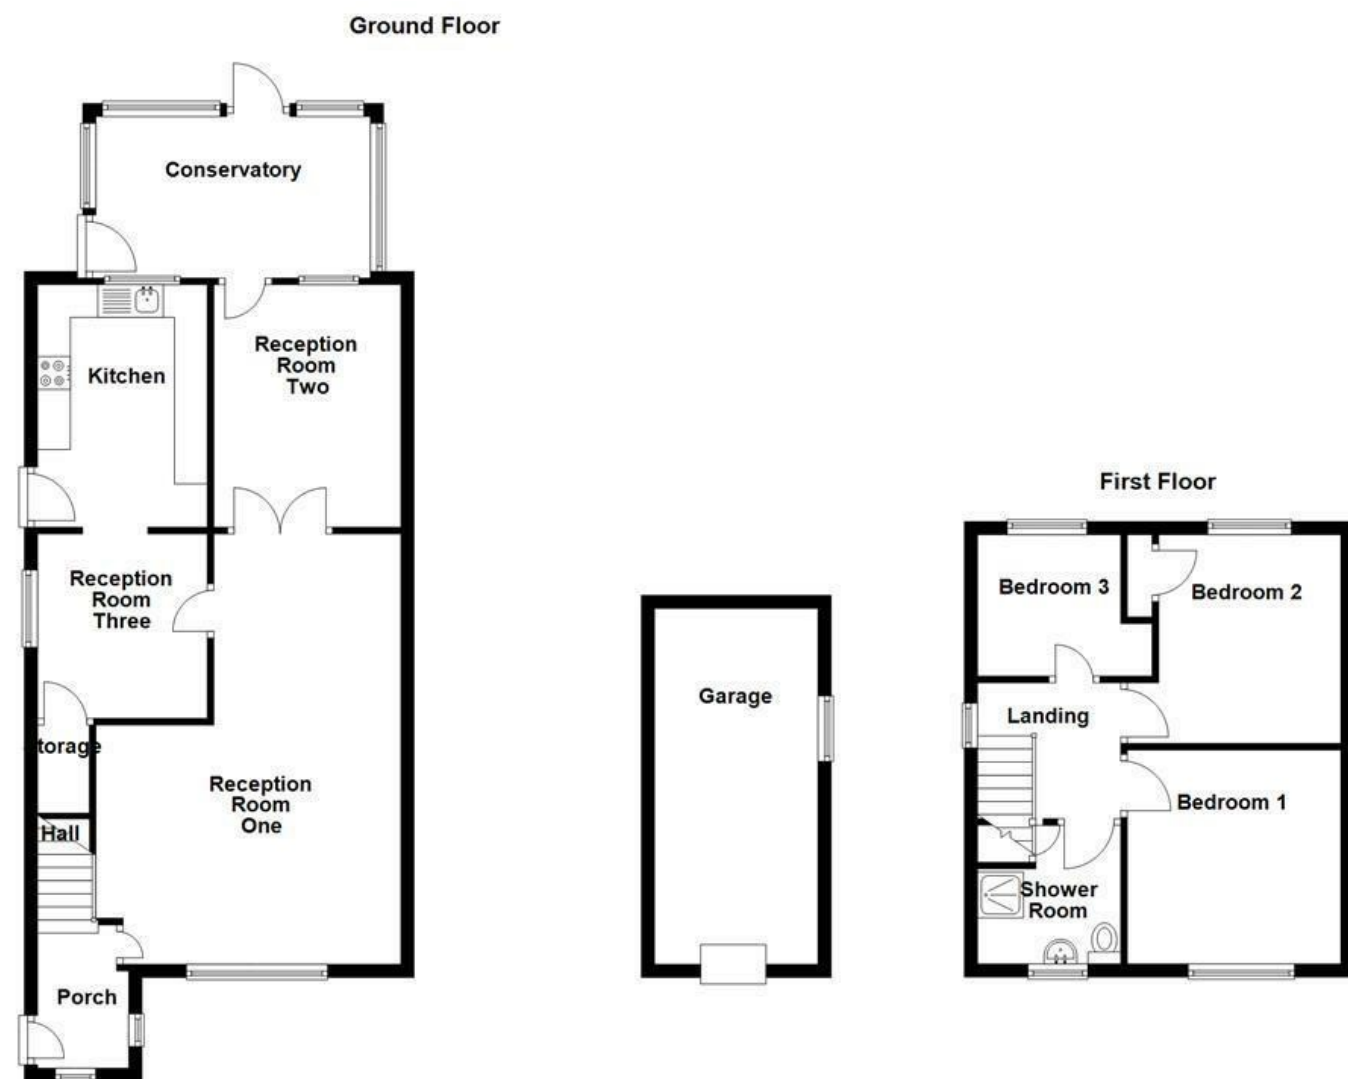 Ground Floor
Conservatory
Reception
Room
Two
Kitchen
Reception
Room
Three
Storage
Reception
Room
One
Hall
Porch
Garage
First Floor
Bedroom 3
Bedroom 2
Landing
Bedroom 1
Shower
Room